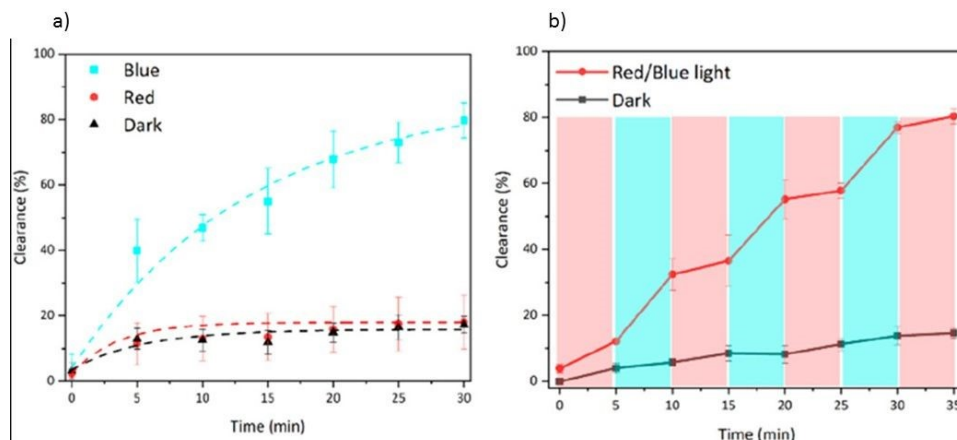 a)
100
80
60
40
20
0
Clearance (%)
Blue
Red
Dark
0 5 10 15 20 25 30
Time (min)
b)
100
80
60
40
20
0
Clearance (%)
Red/Blue light
Dark
0 5 10 15 20 25 30 35
Time (min)